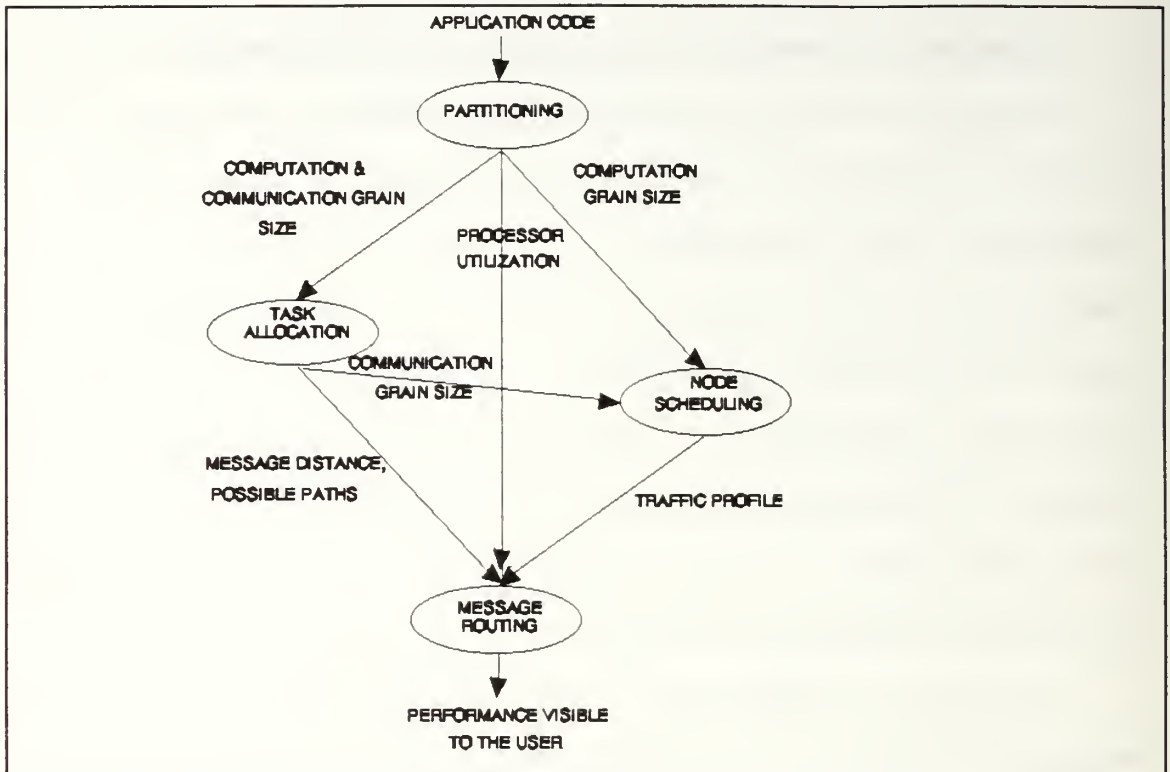 APPLICATION CODE
PARTITIONING
COMPUTATION &
COMMUNICATION GRAIN
SIZE
COMPUTATION
GRAIN SIZE
PROCESSOR
UTILIZATION
TASK
ALLOCATION
COMMUNICATION
GRAIN SIZE
NODE
SCHEDULING
MESSAGE DISTANCE,
POSSIBLE PATHS
TRAFFIC PROFILE
MESSAGE
ROUTING
PERFORMANCE VISIBLE
TO THE USER